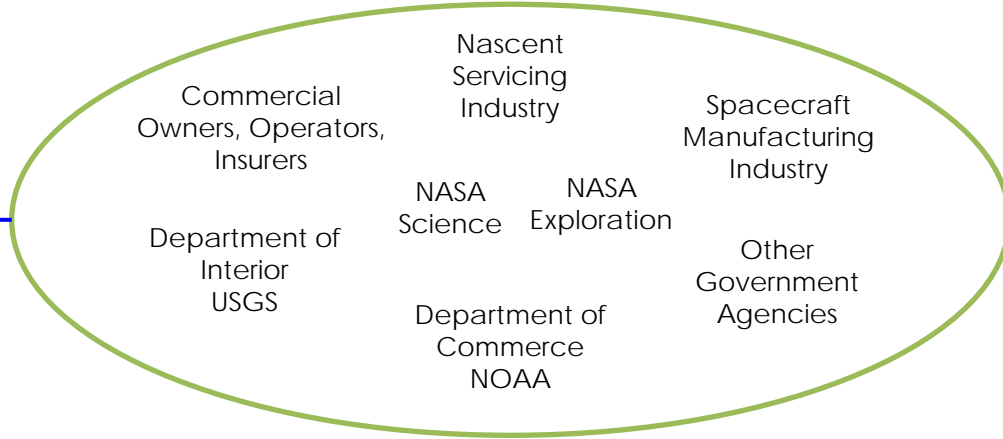 Nascent
Servicing
Industry
Commercial
Owners, Operators,
Insurers
Spacecraft
Manufacturing
Industry
NASA
Science
NASA
Exploration
Department of
Interior
USGS
Other
Government
Agencies
Department of
Commerce
NOAA